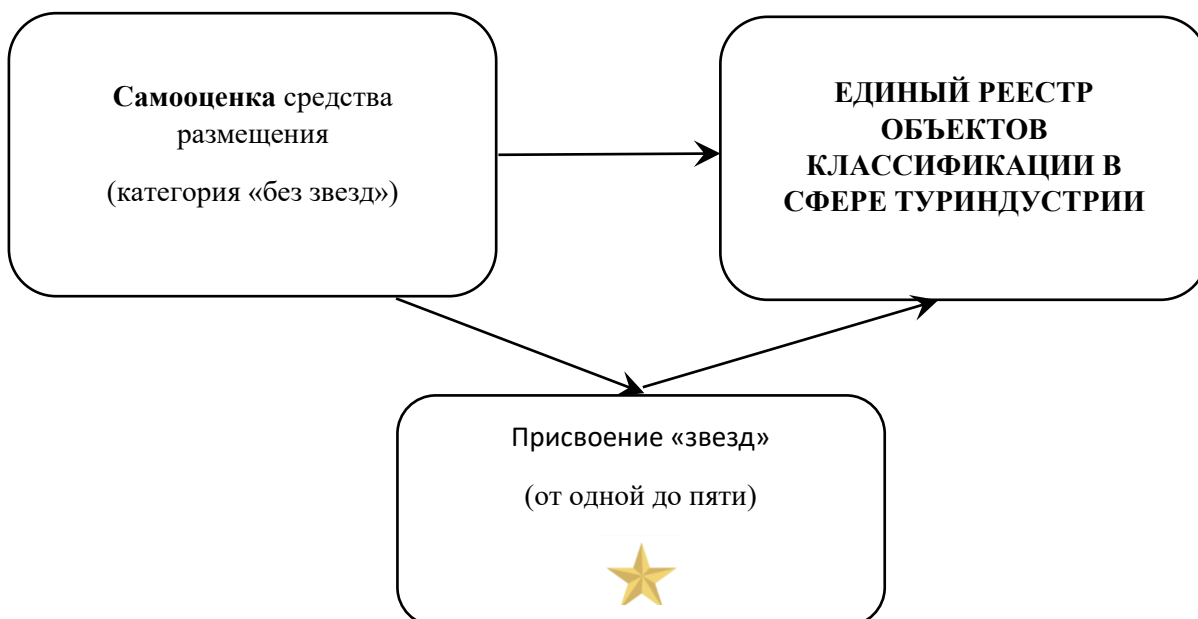 Самооценка средства
размещения
(категория «без звезд»)
ЕДИНЫЙ РЕЕСТР
ОБЪЕКТОВ
КЛАССИФИКАЦИИ В
СФЕРЕ ТУРИНДУСТРИИ
Присвоение «звезд»
(от одной до пяти)